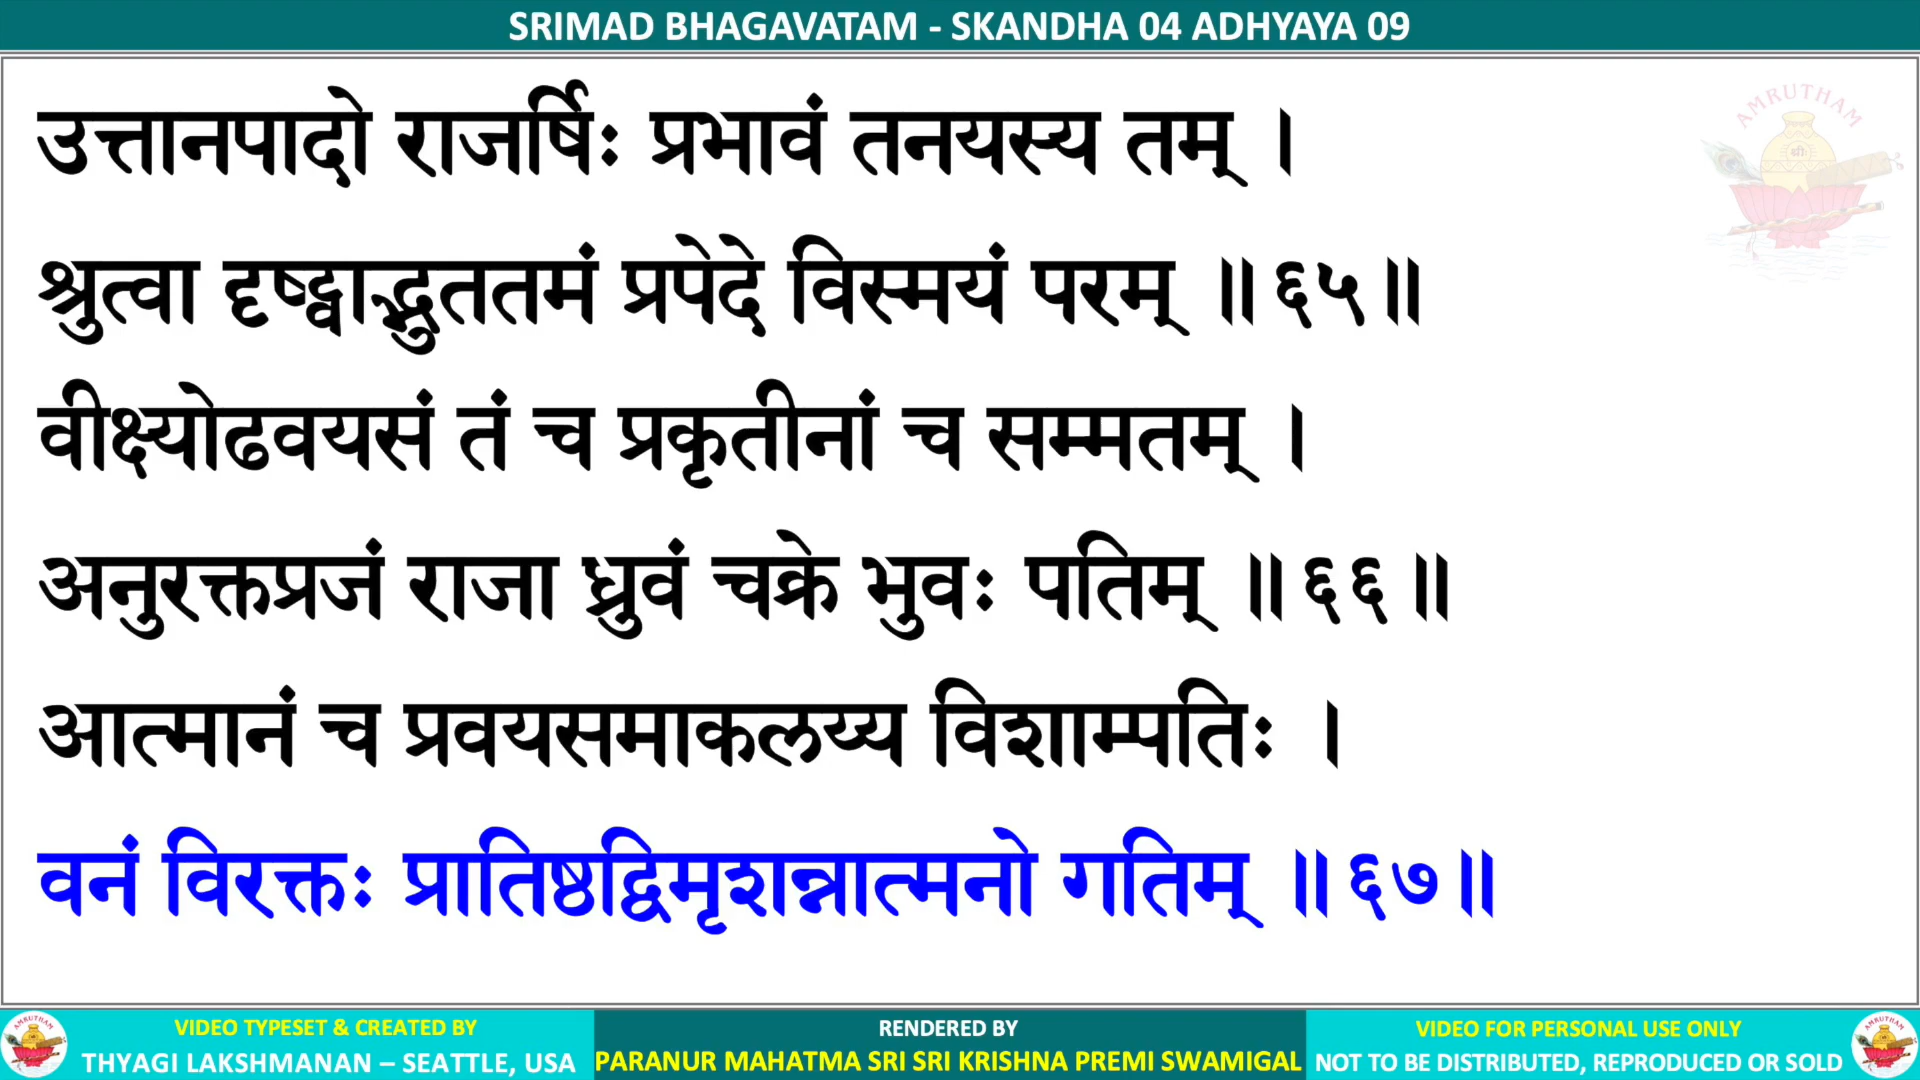 SRIMAD BHAGAVATAM - SKANDHA 04 ADHYAYA 09
AMRUTHAM
उत्तानपादो राजर्षिः प्रभावं तनयस्य तम् ।
श्रुत्वा दृष्ट्वाद्भुततमं प्रपेदे विस्मयं परम् ॥६५॥
वीक्ष्योढवयसं तं च प्रकृतीनां च सम्मतम् ।
अनुरक्तप्रजं राजा ध्रुवं चक्रे भुवः पतिम् ॥६६॥
आत्मानं च प्रवयसमाकलय्य विशाम्पतिः ।
वनं विरक्तः प्रातिष्ठद्विमृशन्नात्मनो गतिम् ॥६७॥
AMRUTHAM
VIDEO TYPESET & CREATED BY
THYAGI LAKSHMANAN – SEATTLE, USA
RENDERED BY
PARANUR MAHATMA SRI SRI KRISHNA PREMI SWAMIGAL
VIDEO FOR PERSONAL USE ONLY
NOT TO BE DISTRIBUTED, REPRODUCED OR SOLD
AMRUTHAM